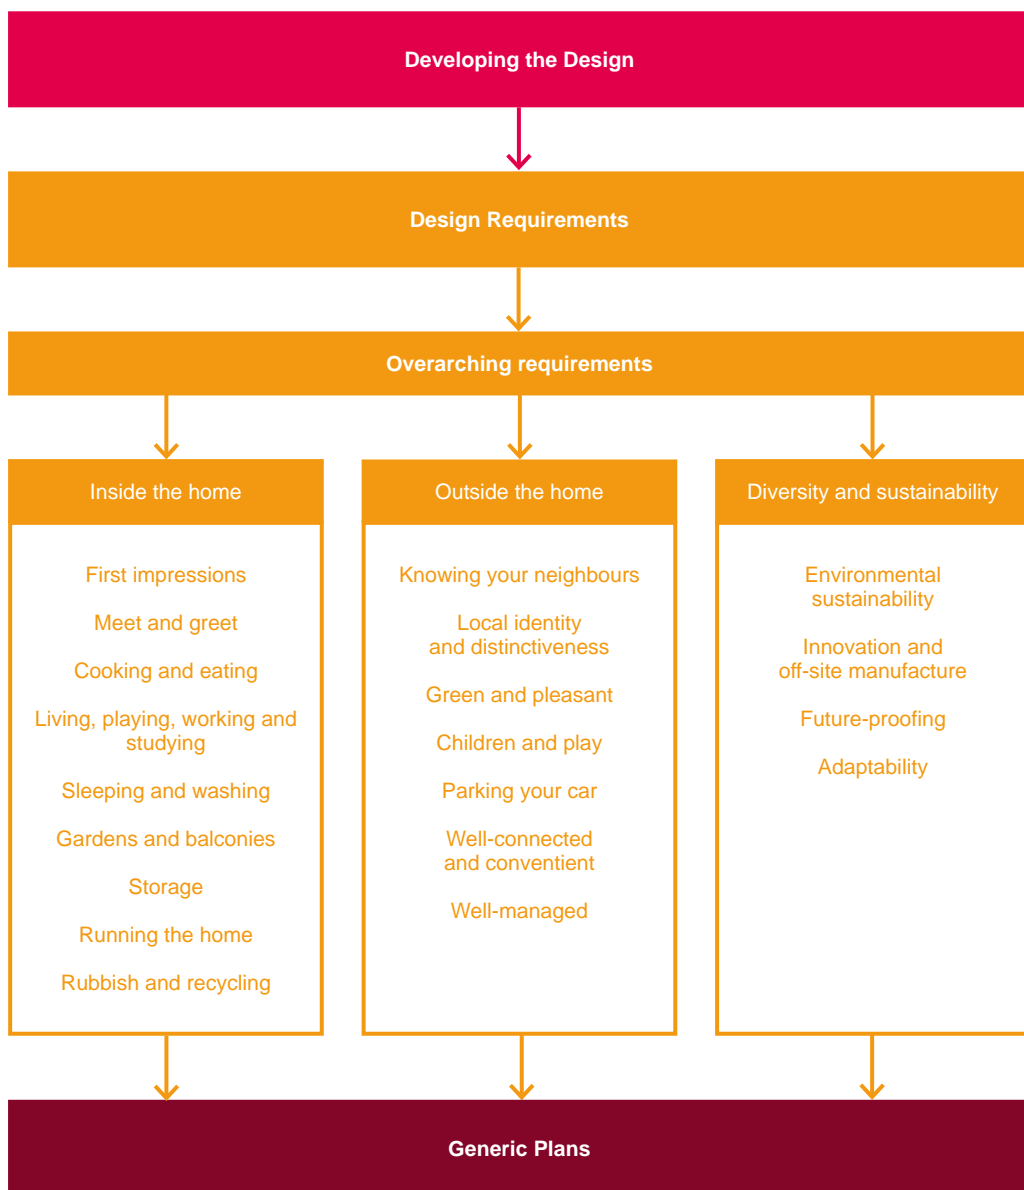 Developing the Design
Design Requirements
Overarching requirements
Inside the home
First impressions
Meet and greet
Cooking and eating
Living, playing, working and
studying
Sleeping and washing
Gardens and balconies
Storage
Running the home
Rubbish and recycling
Outside the home
Knowing your neighbours
Local identity
and distinctiveness
Green and pleasant
Children and play
Parking your car
Well-connected
and conventient
Well-managed
Diversity and sustainability
Environmental
sustainability
Innovation and
off-site manufacture
Future-proofing
Adaptability
Generic Plans